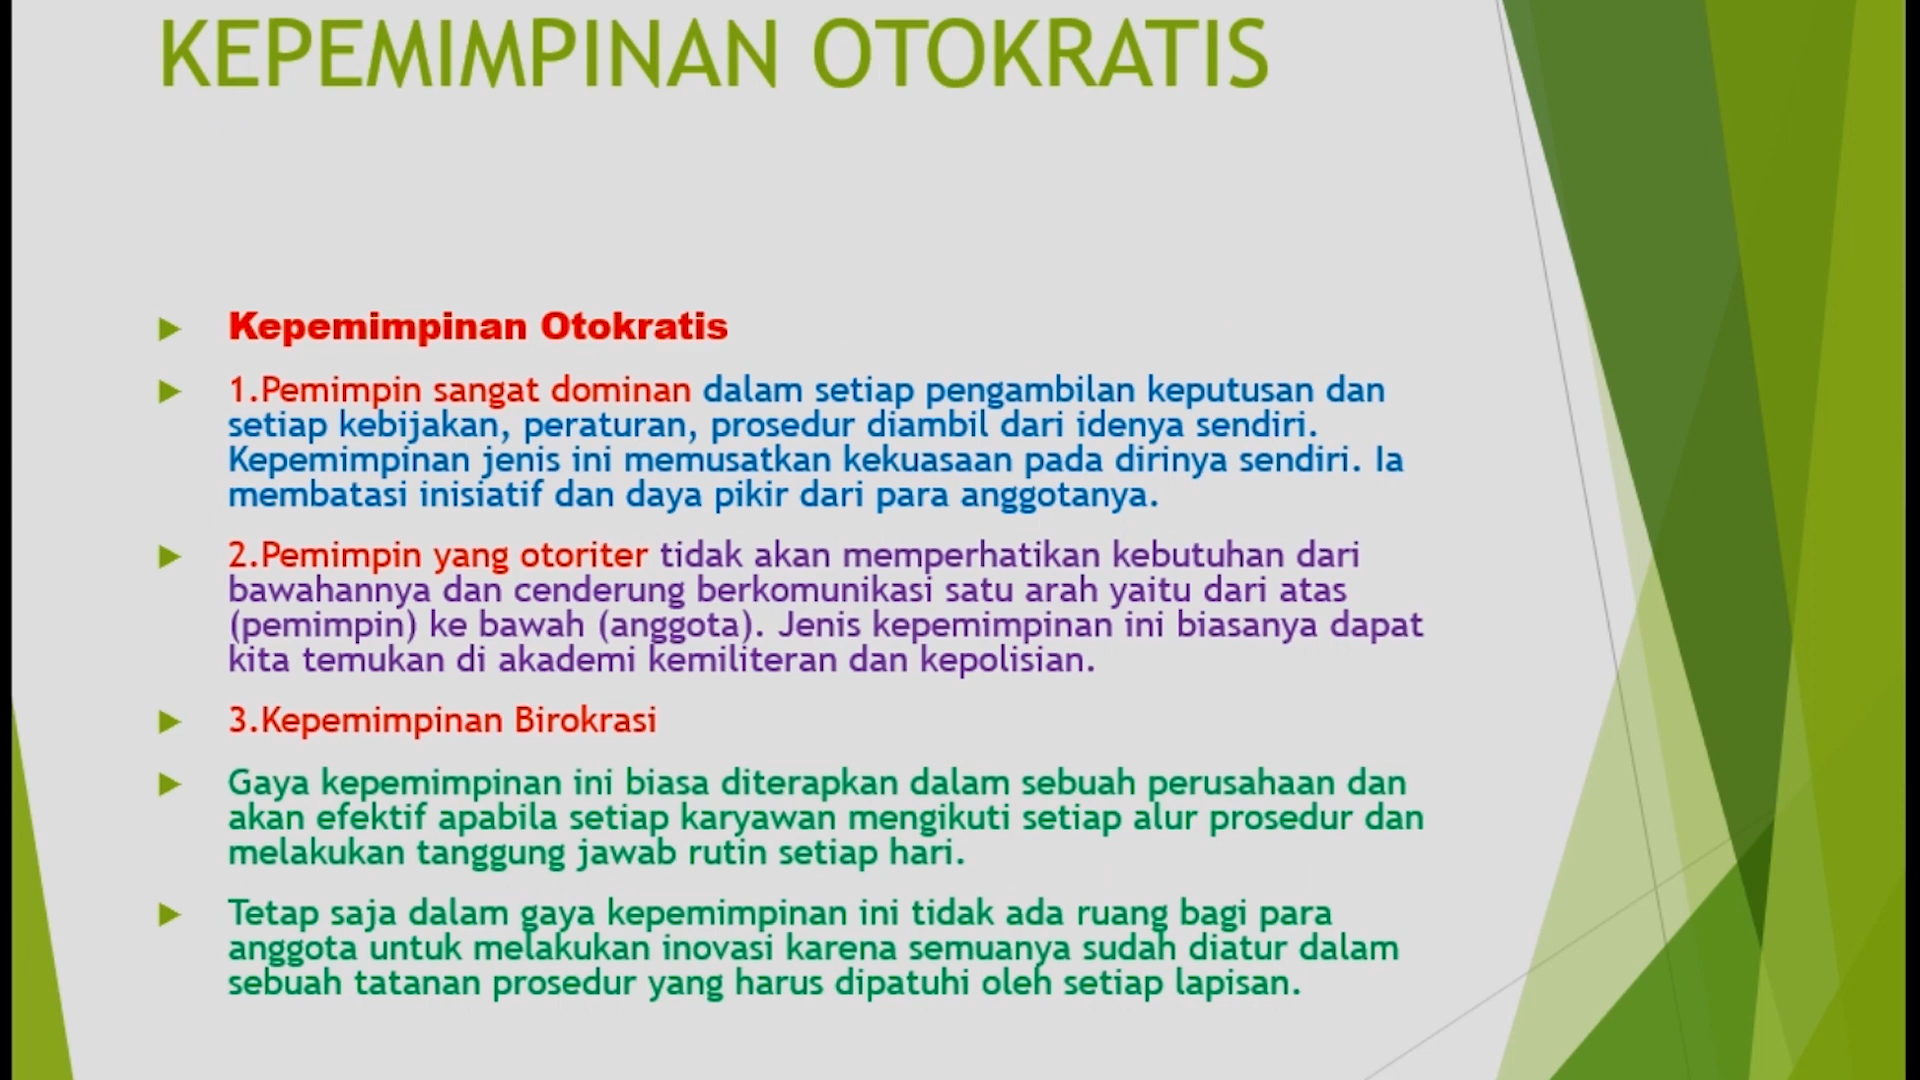 KEPEMIMPINAN OTOKRATIS
Kepemimpinan Otokratis
1.Pemimpin sangat dominan dalam setiap pengambilan keputusan dan
setiap kebijakan, peraturan, prosedur diambil dari idenya sendiri.
Kepemimpinan jenis ini memusatkan kekuasaan pada dirinya sendiri. Ia
membatasi inisiatif dan daya pikir dari para anggotanya.
2.Pemimpin yang otoriter tidak akan memperhatikan kebutuhan dari
bawahannya dan cenderung berkomunikasi satu arah yaitu dari atas
(pemimpin) ke bawah (anggota). Jenis kepemimpinan ini biasanya dapat
kita temukan di akademi kemiliteran dan kepolisian.
3.Kepemimpinan Birokrasi
Gaya kepemimpinan ini biasa diterapkan dalam sebuah perusahaan dan
akan efektif apabila setiap karyawan mengikuti setiap alur prosedur dan
melakukan tanggung jawab rutin setiap hari.
Tetap saja dalam gaya kepemimpinan ini tidak ada ruang bagi para
anggota untuk melakukan inovasi karena semuanya sudah diatur dalam
sebuah tatanan prosedur yang harus dipatuhi oleh setiap lapisan.